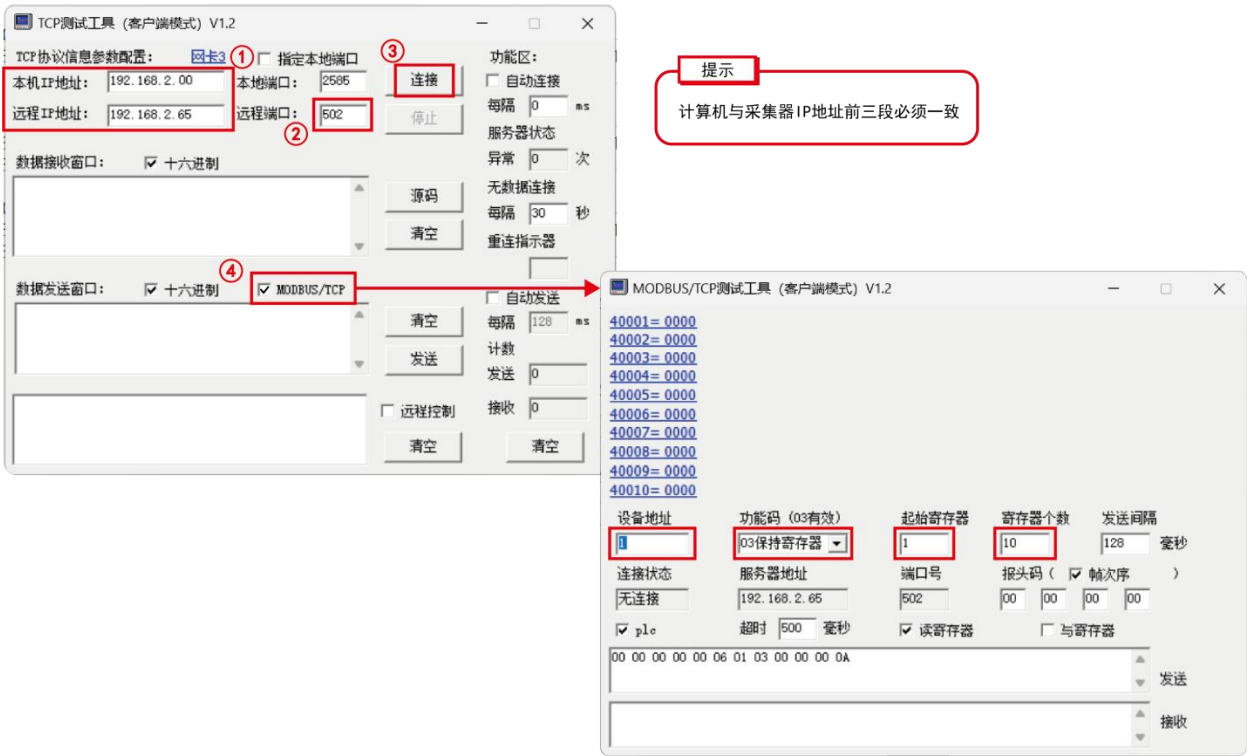 TCP测试工具（客户端模式）V1.2
TCP协议信息参数配置： 网卡3 ① 指定本地端口 ③ 功能区：
本机IP地址： 192.168.2.00 本地端口： 2585 连接 自动连接
远程IP地址： 192.168.2.65 远程端口： 502 停止 每隔 0 ms
②
服务器状态
数据接收窗口： 十六进制 异常 0 次
源码 无数据连接
每隔 30 秒
清空 重连指示器
④
数据发送窗口： 十六进制 MODBUS/TCP 自动发送
清空 每隔 128 ms
计数
发送 发送 0
远程控制 接收 0
清空 清空
提示
计算机与采集器IP地址前三段必须一致
MODBUS/TCP测试工具（客户端模式）V1.2
40001= 0000
40002= 0000
40003= 0000
40004= 0000
40005= 0000
40006= 0000
40007= 0000
40008= 0000
40009= 0000
40010= 0000
设备地址 功能码（03有效） 起始寄存器 寄存器个数 发送间隔
1 03保持寄存器 1 10 128 毫秒
连接状态 服务器地址 端口号 报头码（ 帧次序 ）
无连接 192.168.2.65 502 00 00 00 00
plc 超时 500 毫秒 读寄存器 与寄存器
00 00 00 00 00 06 01 03 00 00 00 0A
发送
接收